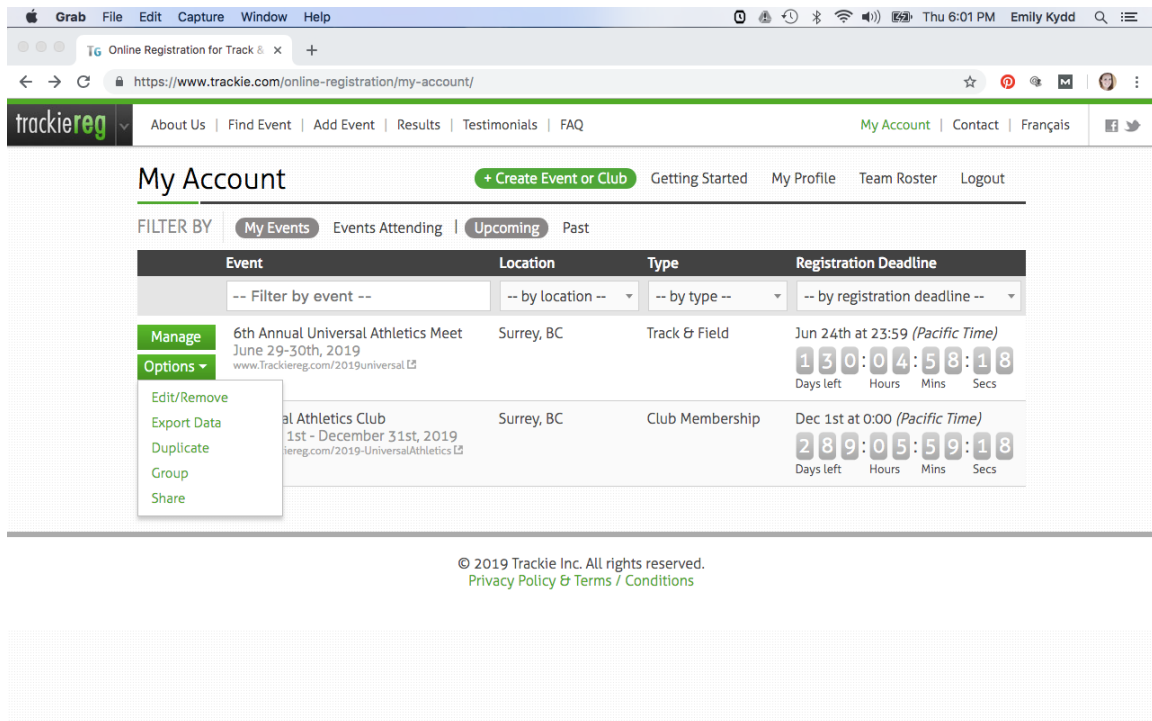 Grab File Edit Capture Window Help Thu 6:01 PM Emily Kydd
TG Online Registration for Track &
https://www.trackie.com/online-registration/my-account/
trackiereg About Us | Find Event | Add Event | Results | Testimonials | FAQ My Account | Contact | Français
My Account + Create Event or Club Getting Started My Profile Team Roster Logout
FILTER BY My Events Events Attending | Upcoming Past
Event Location Type Registration Deadline
-- Filter by event -- -- by location -- -- by type -- -- by registration deadline --
Manage 6th Annual Universal Athletics Meet Surrey, BC Track & Field Jun 24th at 23:59 (Pacific Time)
June 29-30th, 2019
Options www.Trackiereg.com/2019universal 130:04:58:18
Days left Hours Mins Secs
Edit/Remove
Export Data al Athletics Club Surrey, BC Club Membership Dec 1st at 0:00 (Pacific Time)
1st - December 31st, 2019
Duplicate iereg.com/2019-UniversalAthletics 289:05:59:18
Group Days left Hours Mins Secs
Share
© 2019 Trackie Inc. All rights reserved.
Privacy Policy & Terms / Conditions